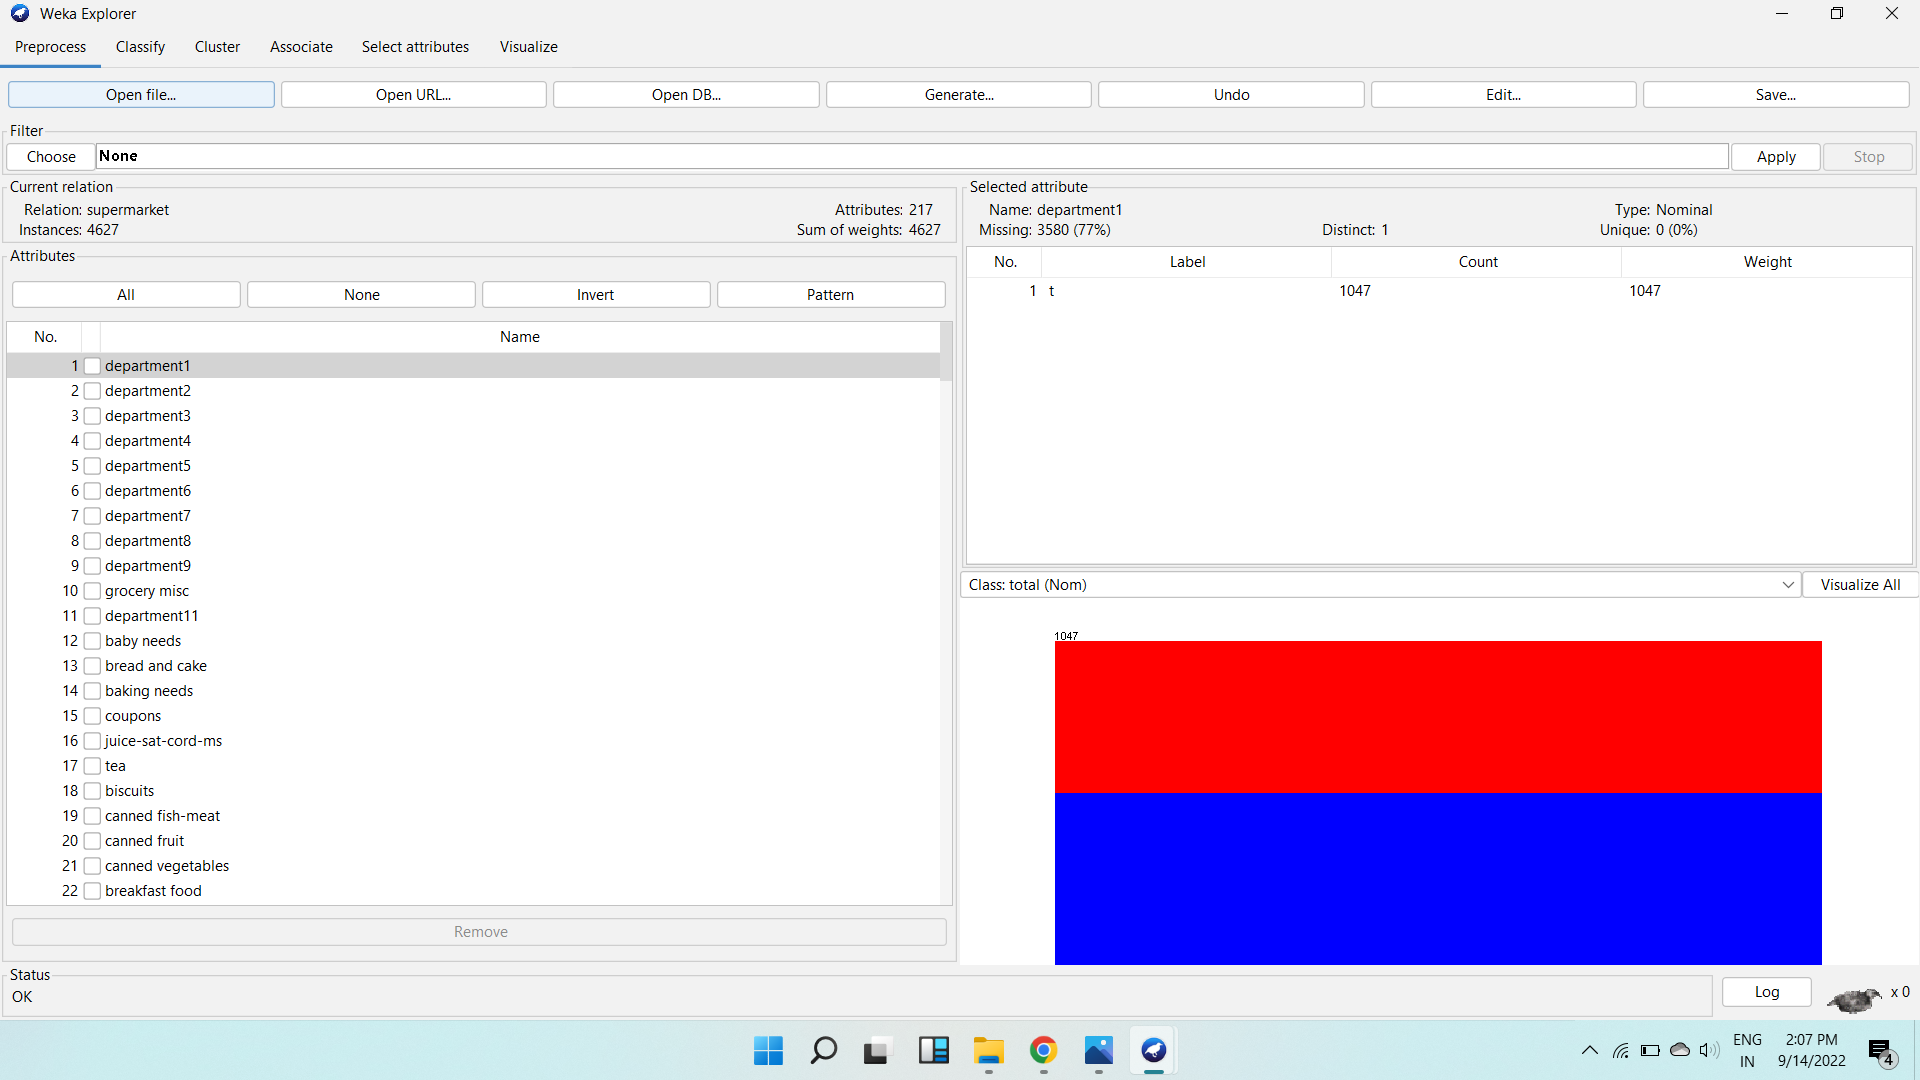 Weka Explorer
Preprocess Classify Cluster Associate Select attributes Visualize
Open file... Open URL... Open DB... Generate... Undo Edit... Save...
Filter
Choose None Apply Stop
Current relation
Relation: supermarket Attributes: 217
Instances: 4627 Sum of weights: 4627
Attributes
All None Invert Pattern
No. Name
1 department1
2 department2
3 department3
4 department4
5 department5
6 department6
7 department7
8 department8
9 department9
10 grocery misc
11 department11
12 baby needs
13 bread and cake
14 baking needs
15 coupons
16 juice-sat-cord-ms
17 tea
18 biscuits
19 canned fish-meat
20 canned fruit
21 canned vegetables
22 breakfast food
Remove
Selected attribute
Name: department1 Type: Nominal
Missing: 3580 (77%) Distinct: 1 Unique: 0 (0%)
No. Label Count Weight
1 t 1047 1047
Class: total (Nom) Visualize All
1047
Status
OK
Log x 0
ENG
IN
2:07 PM
9/14/2022
4